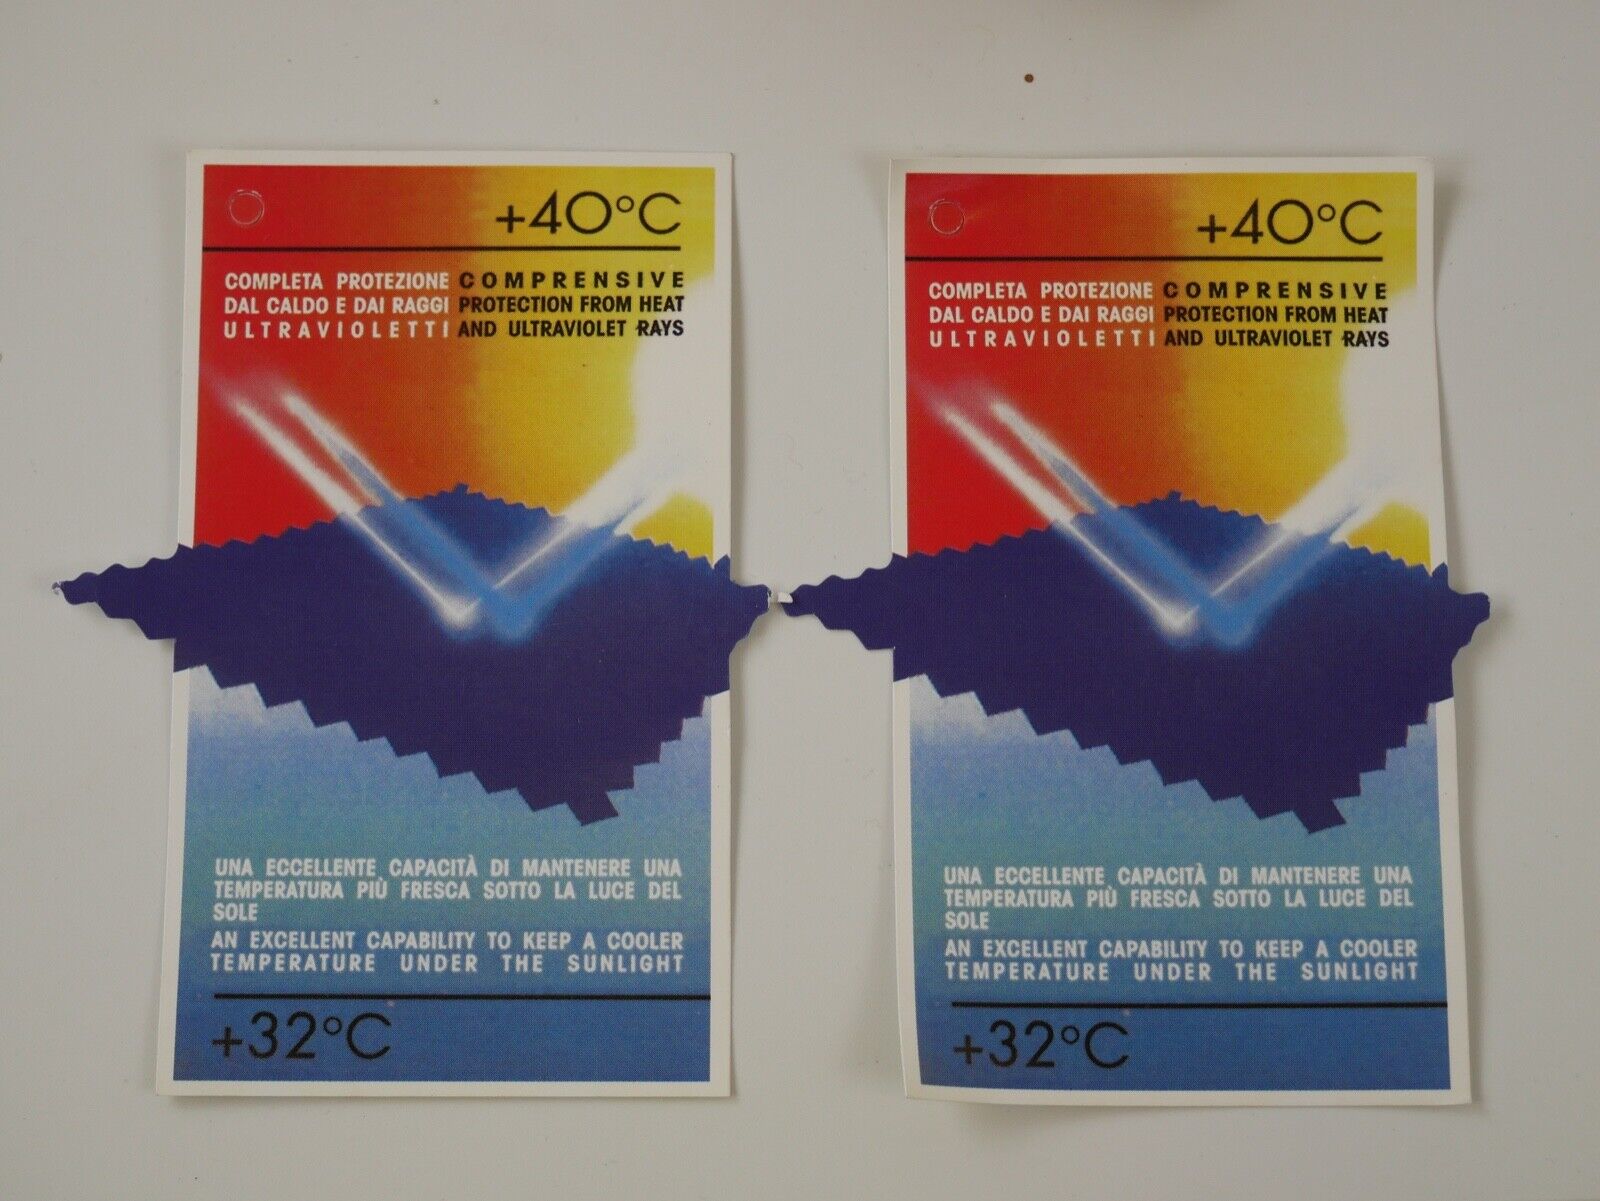 +40°C
COMPLETA PROTEZIONE
DAL CALDO E DAI RAGGI
ULTRAVIOLETTI
COMPRENSIVE
PROTECTION FROM HEAT
AND ULTRAVIOLET RAYS
UNA ECCELLENTE CAPACITÀ DI MANTENERE UNA
TEMPERATURA PIÙ FRESCA SOTTO LA LUCE DEL
SOLE
AN EXCELLENT CAPABILITY TO KEEP A COOLER
TEMPERATURE UNDER THE SUNLIGHT
+32°C
+40°C
COMPLETA PROTEZIONE
DAL CALDO E DAI RAGGI
ULTRAVIOLETTI
COMPRENSIVE
PROTECTION FROM HEAT
AND ULTRAVIOLET RAYS
UNA ECCELLENTE CAPACITÀ DI MANTENERE UNA
TEMPERATURA PIÙ FRESCA SOTTO LA LUCE DEL
SOLE
AN EXCELLENT CAPABILITY TO KEEP A COOLER
TEMPERATURE UNDER THE SUNLIGHT
+32°C